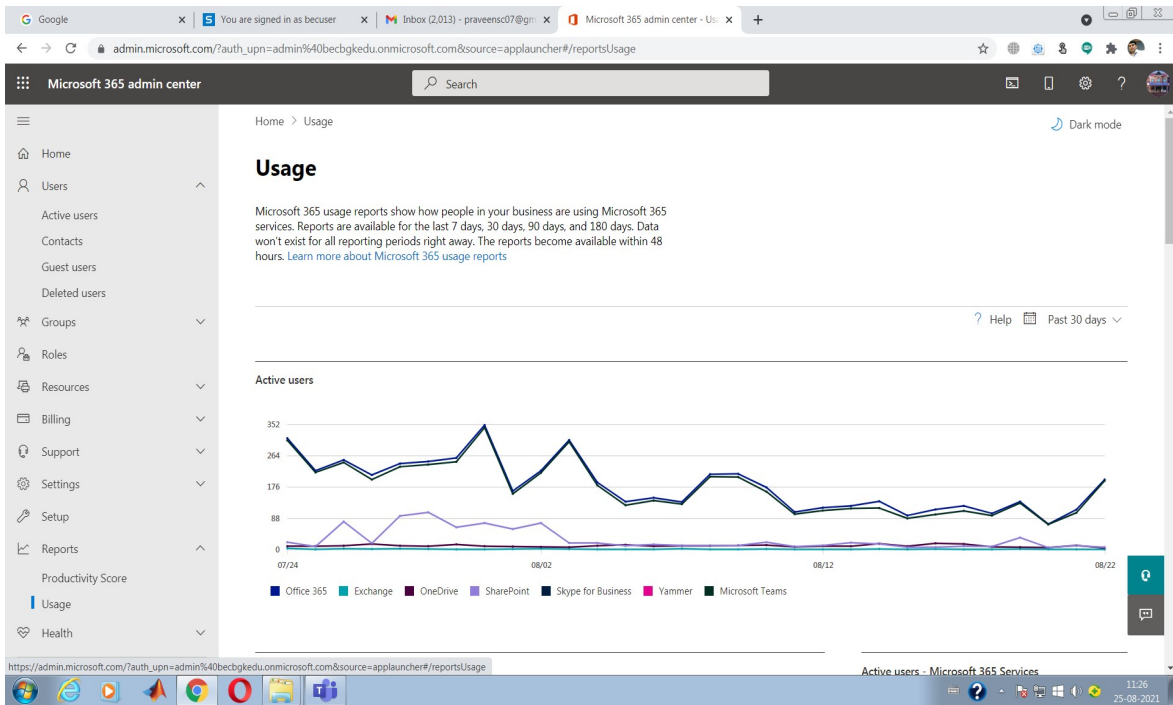 Google
You are signed in as becuser
Inbox (2,013) - praveensc07@gm
Microsoft 365 admin center - Us
admin.microsoft.com/?auth_upn=admin%40becbgkedu.onmicrosoft.com&source=applauncher#/reportsUsage
Microsoft 365 admin center
Search
Home > Usage
Dark mode
Home
Users
Active users
Contacts
Guest users
Deleted users
Groups
Roles
Resources
Billing
Support
Settings
Setup
Reports
Productivity Score
Usage
Health
Usage
Microsoft 365 usage reports show how people in your business are using Microsoft 365
services. Reports are available for the last 7 days, 30 days, 90 days, and 180 days. Data
won't exist for all reporting periods right away. The reports become available within 48
hours. Learn more about Microsoft 365 usage reports
? Help Past 30 days
Active users
352
264
176
88
0
07/24 08/02 08/12 08/22
Office 365 Exchange OneDrive SharePoint Skype for Business Yammer Microsoft Teams
Active users - Microsoft 365 Services
https://admin.microsoft.com/?auth_upn=admin%40becbgkedu.onmicrosoft.com&source=applauncher#/reportsUsage
11:26
25-08-2021